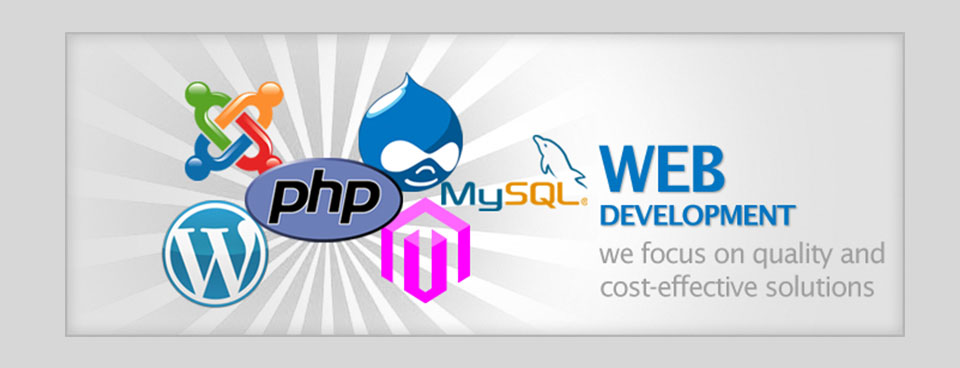 php
MySQL®
W
WEB
DEVELOPMENT
we focus on quality and
cost-effective solutions